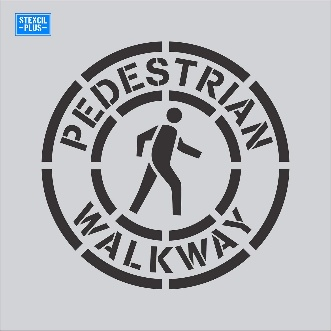 STENCIL
-PLUS-
PEDESTRIAN
WALKWAY